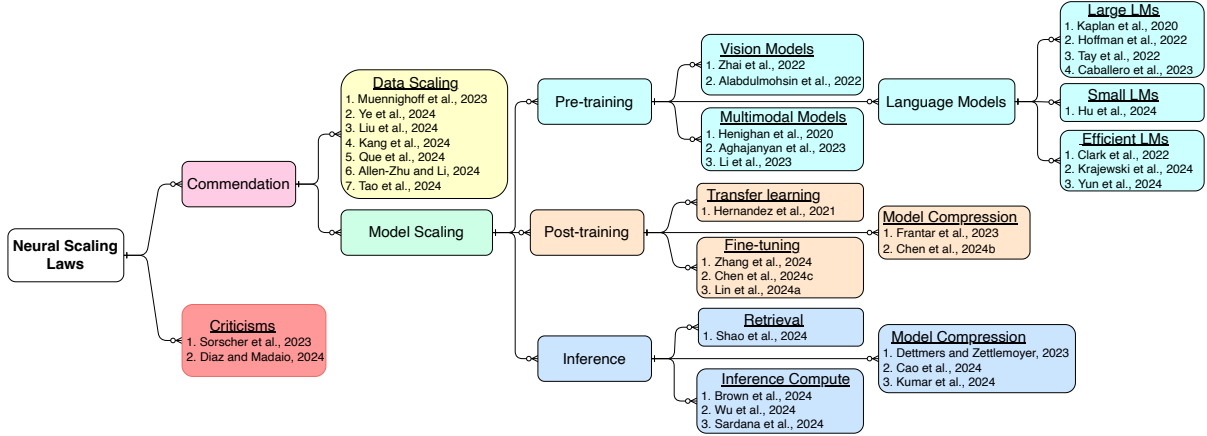 Neural Scaling
Laws
Commendation
Criticisms
1. Sorscher et al., 2023
2. Diaz and Madaio, 2024
Data Scaling
1. Muennighoff et al., 2023
2. Ye et al., 2024
3. Liu et al., 2024
4. Kang et al., 2024
5. Que et al., 2024
6. Allen-Zhu and Li, 2024
7. Tao et al., 2024
Model Scaling
Pre-training
Vision Models
1. Zhai et al., 2022
2. Alabdulmohsin et al., 2022
Multimodal Models
1. Henighan et al., 2020
2. Aghajanyan et al., 2023
3. Li et al., 2023
Language Models
Large LMs
1. Kaplan et al., 2020
2. Hoffman et al., 2022
3. Tay et al., 2022
4. Caballero et al., 2023
Small LMs
1. Hu et al., 2024
Efficient LMs
1. Clark et al., 2022
2. Krajewski et al., 2024
3. Yun et al., 2024
Post-training
Transfer learning
1. Hernandez et al., 2021
Fine-tuning
1. Zhang et al., 2024
2. Chen et al., 2024c
3. Lin et al., 2024a
Model Compression
1. Frantar et al., 2023
2. Chen et al., 2024b
Inference
Retrieval
1. Shao et al., 2024
Inference Compute
1. Brown et al., 2024
2. Wu et al., 2024
3. Sardana et al., 2024
Model Compression
1. Dettmers and Zettlemoyer, 2023
2. Cao et al., 2024
3. Kumar et al., 2024